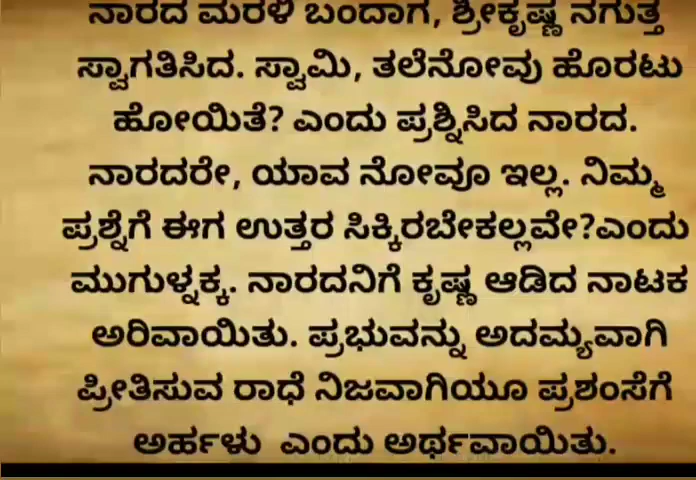 ನಾರದ ಮರಳಿ ಬಂದಾಗ, ಶ್ರೀಕೃಷ್ಣ ನಗುತ್ತ
ಸ್ವಾಗತಿಸಿದ. ಸ್ವಾಮಿ, ತಲೆನೋವು ಹೊರಟು
ಹೋಯಿತೆ? ಎಂದು ಪ್ರಶ್ನಿಸಿದ ನಾರದ.
ನಾರದರೇ, ಯಾವ ನೋವೂ ಇಲ್ಲ. ನಿಮ್ಮ
ಪ್ರಶ್ನೆಗೆ ಈಗ ಉತ್ತರ ಸಿಕ್ಕಿರಬೇಕಲ್ಲವೇ?ಎಂದು
ಮುಗುಳ್ನಕ್ಕ. ನಾರದನಿಗೆ ಕೃಷ್ಣ ಆಡಿದ ನಾಟಕ
ಅರಿವಾಯಿತು. ಪ್ರಭುವನ್ನು ಅದಮ್ಯವಾಗಿ
ಪ್ರೀತಿಸುವ ರಾಧೆ ನಿಜವಾಗಿಯೂ ಪ್ರಶಂಸೆಗೆ
ಅರ್ಹಳು ಎಂದು ಅರ್ಥವಾಯಿತು.